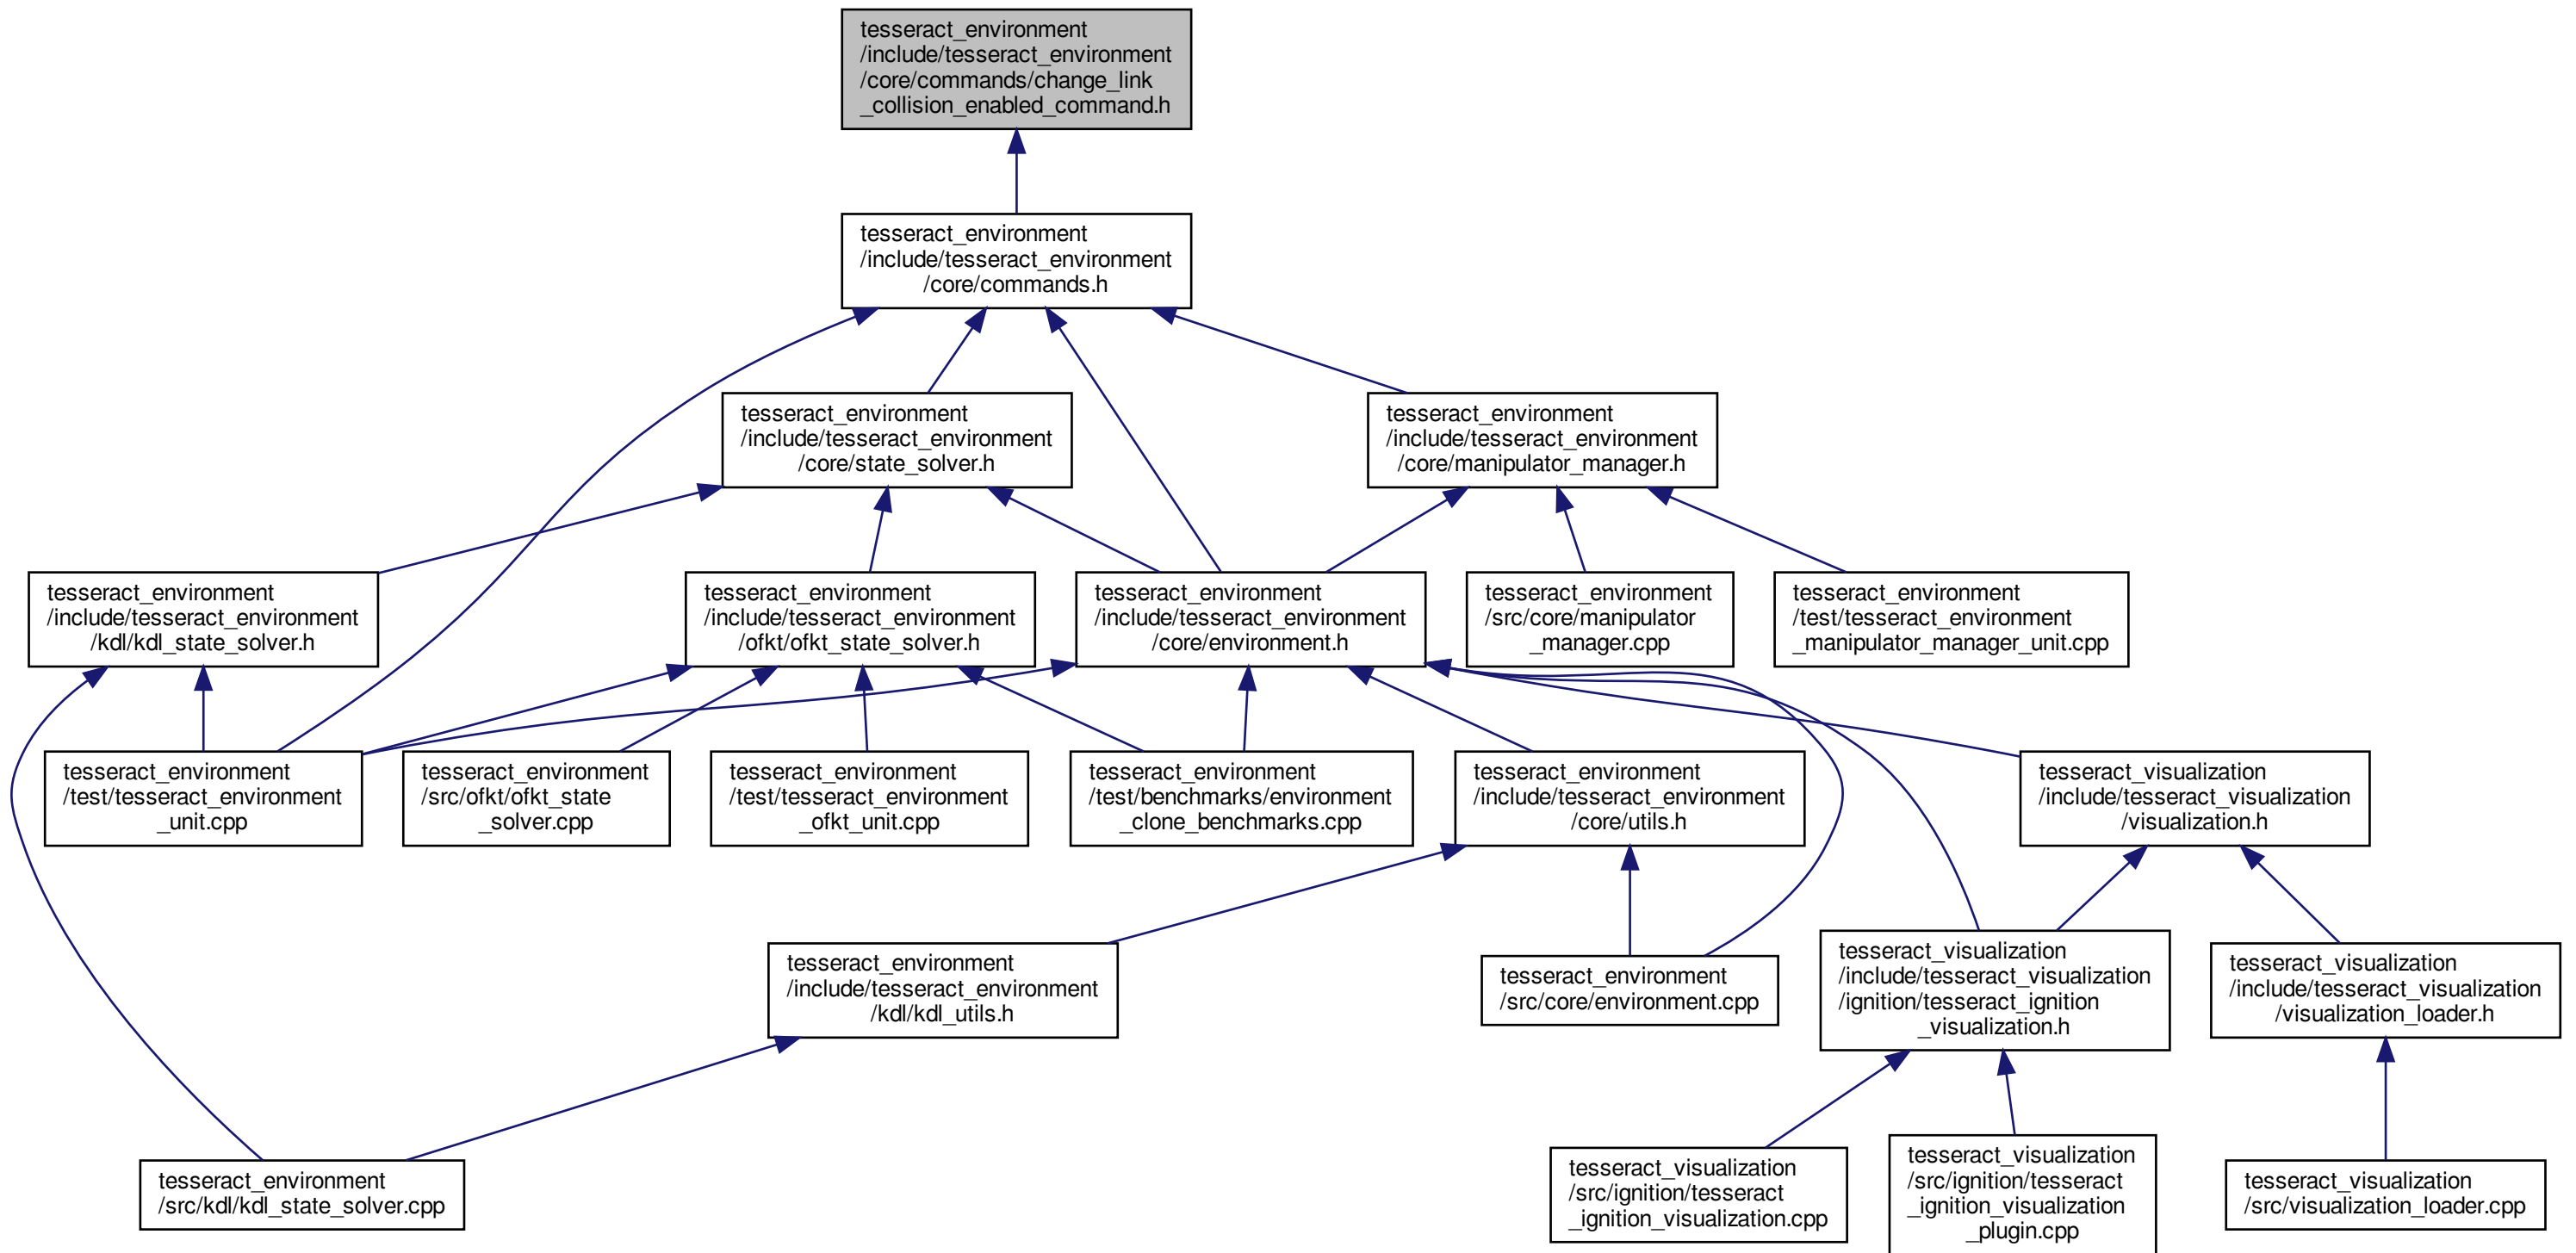 tesseract_environment
/include/tesseract_environment
/core/commands/change_link
_collision_enabled_command.h
tesseract_environment
/include/tesseract_environment
/core/commands.h
tesseract_environment
/include/tesseract_environment
/core/state_solver.h
tesseract_environment
/include/tesseract_environment
/core/manipulator_manager.h
tesseract_environment
/include/tesseract_environment
/kdl/kdl_state_solver.h
tesseract_environment
/include/tesseract_environment
/ofkt/ofkt_state_solver.h
tesseract_environment
/include/tesseract_environment
/core/environment.h
tesseract_environment
/src/core/manipulator
_manager.cpp
tesseract_environment
/test/tesseract_environment
_manipulator_manager_unit.cpp
tesseract_environment
/test/tesseract_environment
_unit.cpp
tesseract_environment
/src/ofkt/ofkt_state
_solver.cpp
tesseract_environment
/test/tesseract_environment
_ofkt_unit.cpp
tesseract_environment
/test/benchmarks/environment
_clone_benchmarks.cpp
tesseract_environment
/include/tesseract_environment
/core/utils.h
tesseract_visualization
/include/tesseract_visualization
/visualization.h
tesseract_environment
/include/tesseract_environment
/kdl/kdl_utils.h
tesseract_environment
/src/core/environment.cpp
tesseract_visualization
/include/tesseract_visualization
/ignition/tesseract_ignition
_visualization.h
tesseract_visualization
/include/tesseract_visualization
/visualization_loader.h
tesseract_environment
/src/kdl/kdl_state_solver.cpp
tesseract_visualization
/src/ignition/tesseract
_ignition_visualization.cpp
tesseract_visualization
/src/ignition/tesseract
_ignition_visualization
_plugin.cpp
tesseract_visualization
/src/visualization_loader.cpp